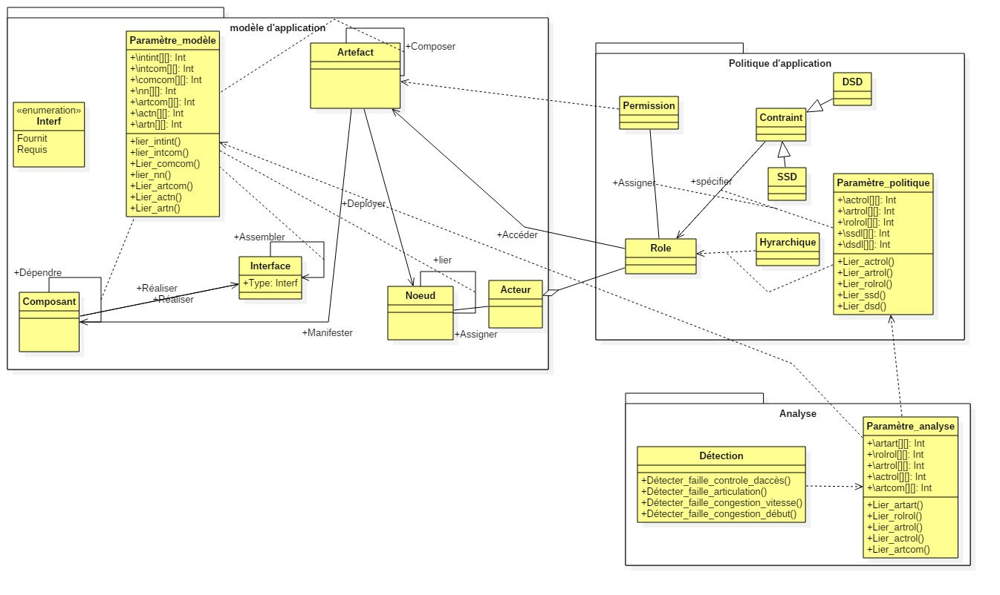 modèle d'application
Paramètre_modèle
+\intint[][]: Int
+\intcom[][]: Int
+\comcom[][]: Int
+\nn[][]: Int
+\artcom[][]: Int
+\actn[][]: Int
+\artn[][]: Int
+lier_intint()
+lier_intcom()
+Lier_comcom()
+lier_nn()
+Lier_artcom()
+Lier_actn()
+Lier_artn()
«enumeration»
Interf
Fournit
Requis
Artefact
+Composer
+Deployer
+Assembler
Interface
+Type: Interf
+Dépendre
Composant
+Réaliser
+Réaliser
+Manifester
+lier
Noeud
Acteur
+Assigner
+Accéder
Politique d'application
DSD
Permission
Contraint
SSD
+Assigner
+spécifier
Paramètre_politique
+\actrol[][]: Int
+\artrol[][]: Int
+\rolrol[][]: Int
+\ssdl[][]: Int
+\dsdl[][]: Int
+Lier_actrol()
+Lier_artrol()
+Lier_rolrol()
+Lier_ssd()
+Lier_dsd()
Role
Hyrarchique
Analyse
Détection
+Détecter_faille_controle_daccès()
+Détecter_faille_articulation()
+Détecter_faille_congestion_vitesse()
+Détecter_faille_congestion_début()
Paramètre_analyse
+\artart[][]: Int
+\rolrol[][]: Int
+\artrol[][]: Int
+\actrol[][]: Int
+\artcom[][]: Int
+Lier_artart()
+Lier_rolrol()
+Lier_artrol()
+Lier_actrol()
+Lier_artcom()